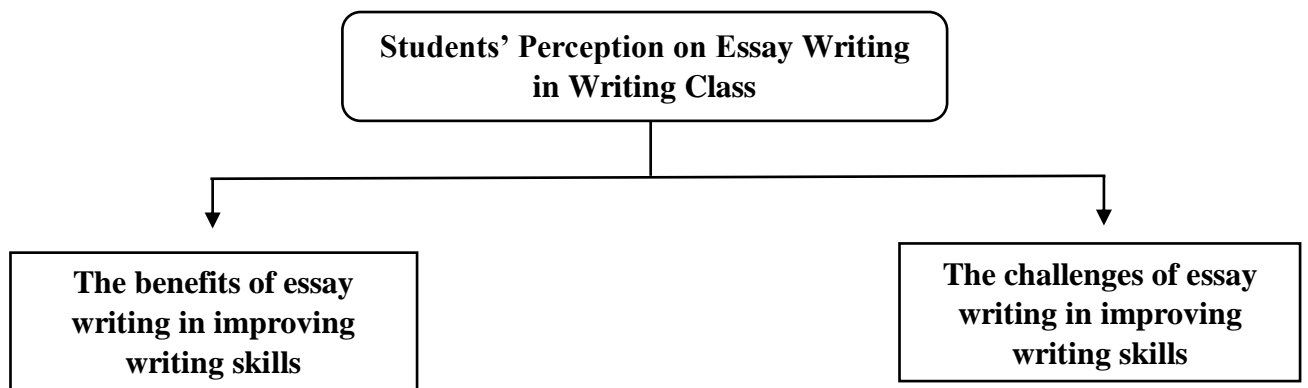 Students’ Perception on Essay Writing
in Writing Class
The benefits of essay
writing in improving
writing skills
The challenges of essay
writing in improving
writing skills